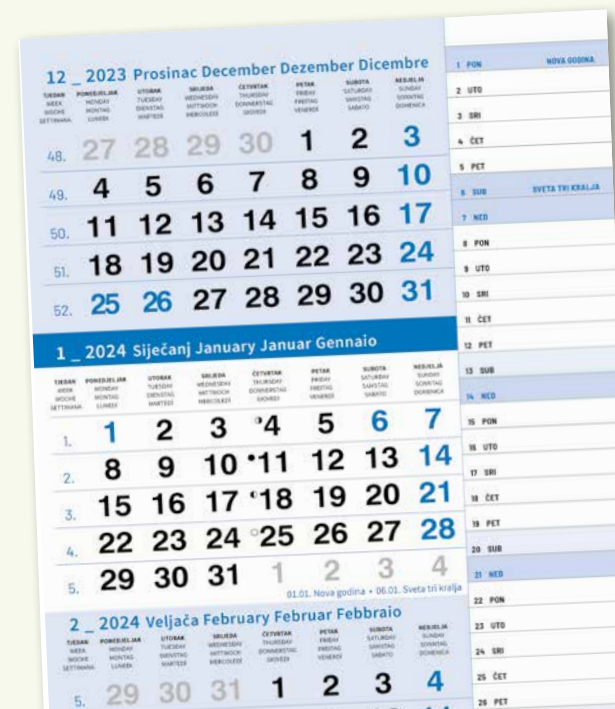 12 _ 2023 Prosinac December Dezember Dicembre
TJEDAN PONEDJELJAK UTORAK SRIJEDA ČETVRTAK PETAK SUBOTA NEDJELJA
WEEK MONDAY TUESDAY WEDNESDAY THURSDAY FRIDAY SATURDAY SUNDAY
WOCHE MONTAG DIENSTAG MITTWOCH DONNERSTAG FREITAG SAMSTAG SONNTAG
SETTIMANA LUNEDI MARTEDI MERCOLEDI GIOVEDI VENERDI SABATO DOMENICA
48. 27 28 29 30 1 2 3
49. 4 5 6 7 8 9 10
50. 11 12 13 14 15 16 17
51. 18 19 20 21 22 23 24
52. 25 26 27 28 29 30 31
1 _ 2024 Siječanj January Januar Gennaio
TJEDAN PONEDJELJAK UTORAK SRIJEDA ČETVRTAK PETAK SUBOTA NEDJELJA
WEEK MONDAY TUESDAY WEDNESDAY THURSDAY FRIDAY SATURDAY SUNDAY
WOCHE MONTAG DIENSTAG MITTWOCH DONNERSTAG FREITAG SAMSTAG SONNTAG
SETTIMANA LUNEDI MARTEDI MERCOLEDI GIOVEDI VENERDI SABATO DOMENICA
1. 1 2 3 4 5 6 7
2. 8 9 10 11 12 13 14
3. 15 16 17 18 19 20 21
4. 22 23 24 25 26 27 28
5. 29 30 31 1 2 3 4
01.01. Nova godina • 06.01. Sveta tri kralja
2 _ 2024 Veljača February Februar Febbraio
TJEDAN PONEDJELJAK UTORAK SRIJEDA ČETVRTAK PETAK SUBOTA NEDJELJA
WEEK MONDAY TUESDAY WEDNESDAY THURSDAY FRIDAY SATURDAY SUNDAY
WOCHE MONTAG DIENSTAG MITTWOCH DONNERSTAG FREITAG SAMSTAG SONNTAG
SETTIMANA LUNEDI MARTEDI MERCOLEDI GIOVEDI VENERDI SABATO DOMENICA
5. 29 30 31 1 2 3 4
1 PON NOVA GODINA
2 UTO
3 SRI
4 ČET
5 PET
6 SUB SVETA TRI KRALJA
7 NED
8 PON
9 UTO
10 SRI
11 ČET
12 PET
13 SUB
14 NED
15 PON
16 UTO
17 SRI
18 ČET
19 PET
20 SUB
21 NED
22 PON
23 UTO
24 SRI
25 ČET
26 PET